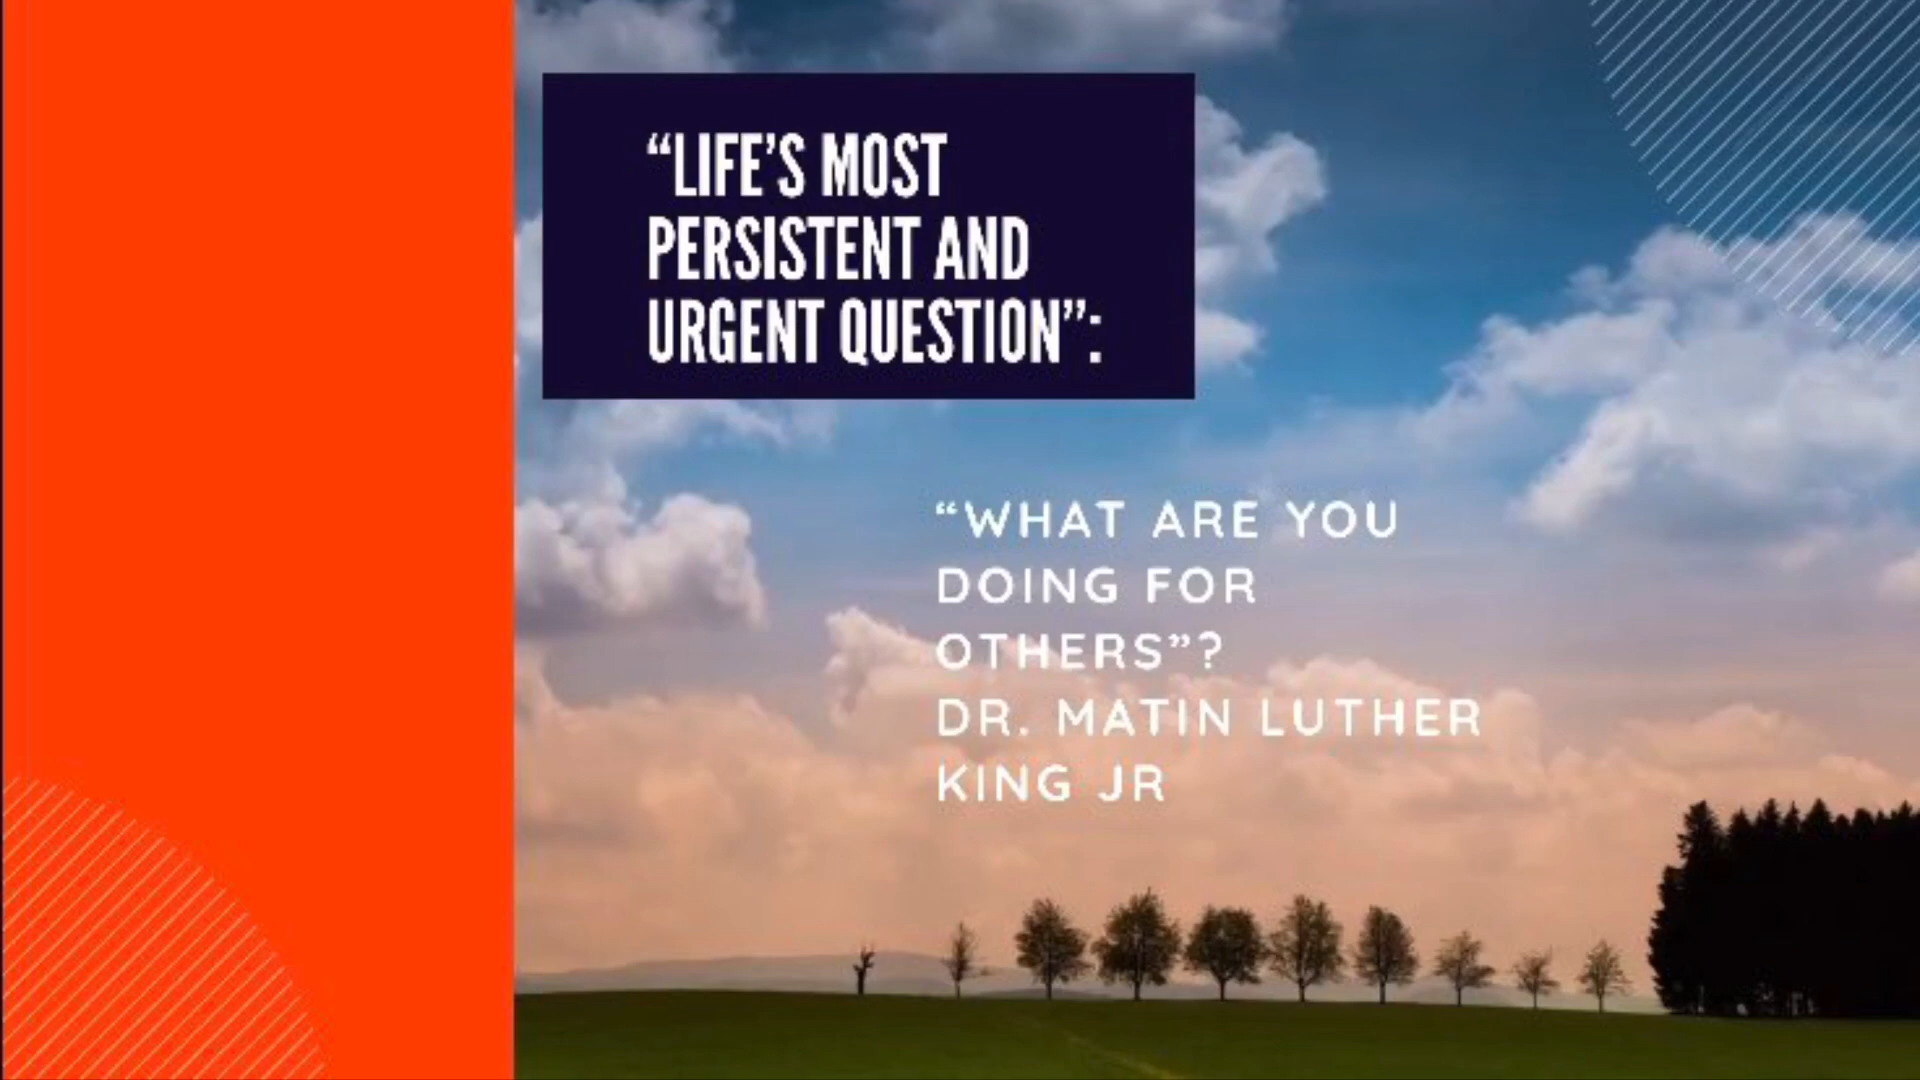 “LIFE’S MOST
PERSISTENT AND
URGENT QUESTION”:
“WHAT ARE YOU
DOING FOR
OTHERS”?
DR. MATIN LUTHER
KING JR